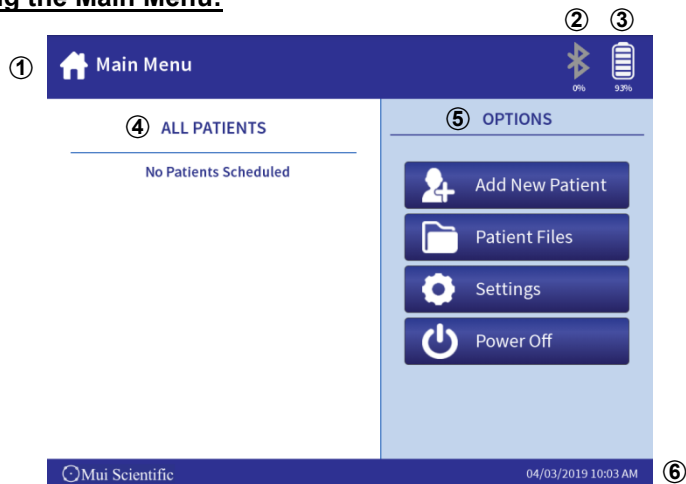 ng the Main Menu:
② ③
① Main Menu
0% 93%
④ ALL PATIENTS
No Patients Scheduled
⑤ OPTIONS
Add New Patient
Patient Files
Settings
Power Off
Mui Scientific
04/03/2019 10:03 AM ⑥